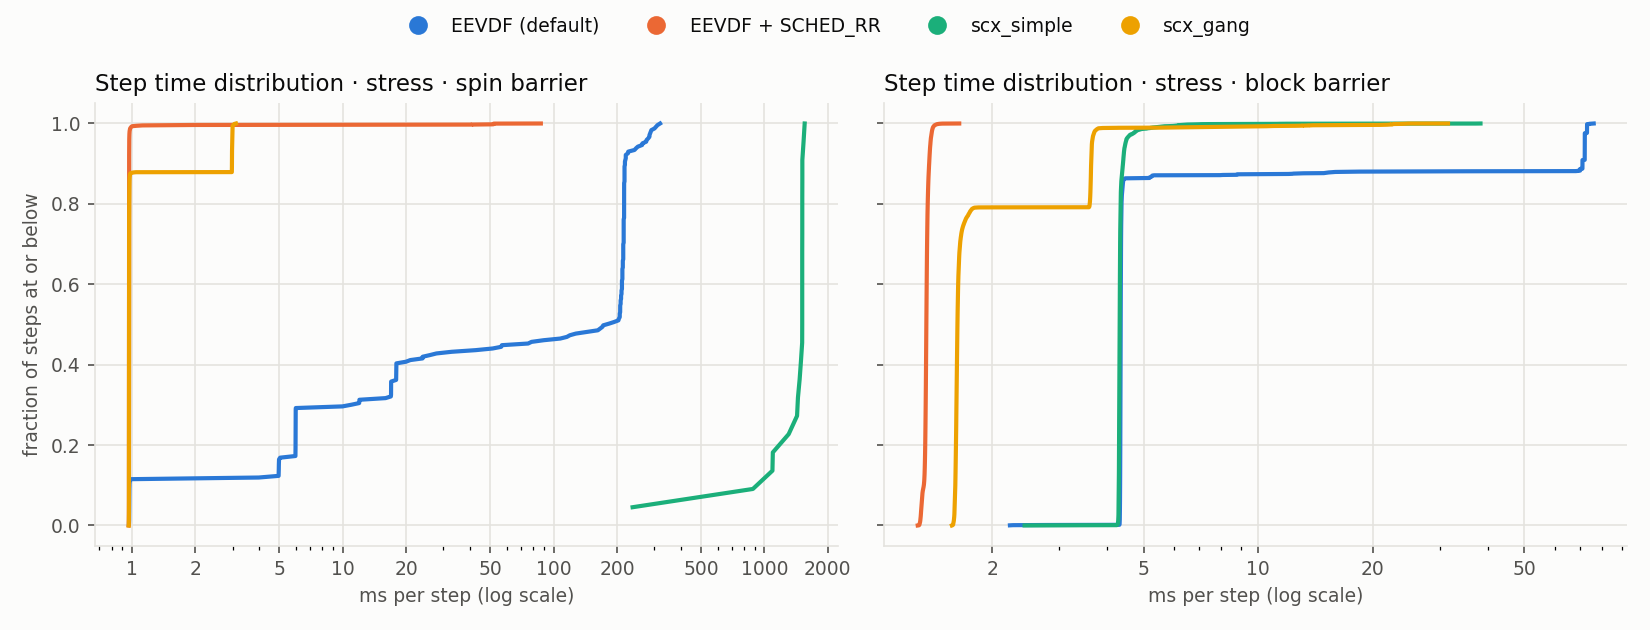 EEVDF (default) EEVDF + SCHED_RR scx_simple scx_gang
Step time distribution · stress · spin barrier
fraction of steps at or below
1.0
0.8
0.6
0.4
0.2
0.0
1 2 5 10 20 50 100 200 500 1000 2000
ms per step (log scale)
Step time distribution · stress · block barrier
2 5 10 20 50
ms per step (log scale)